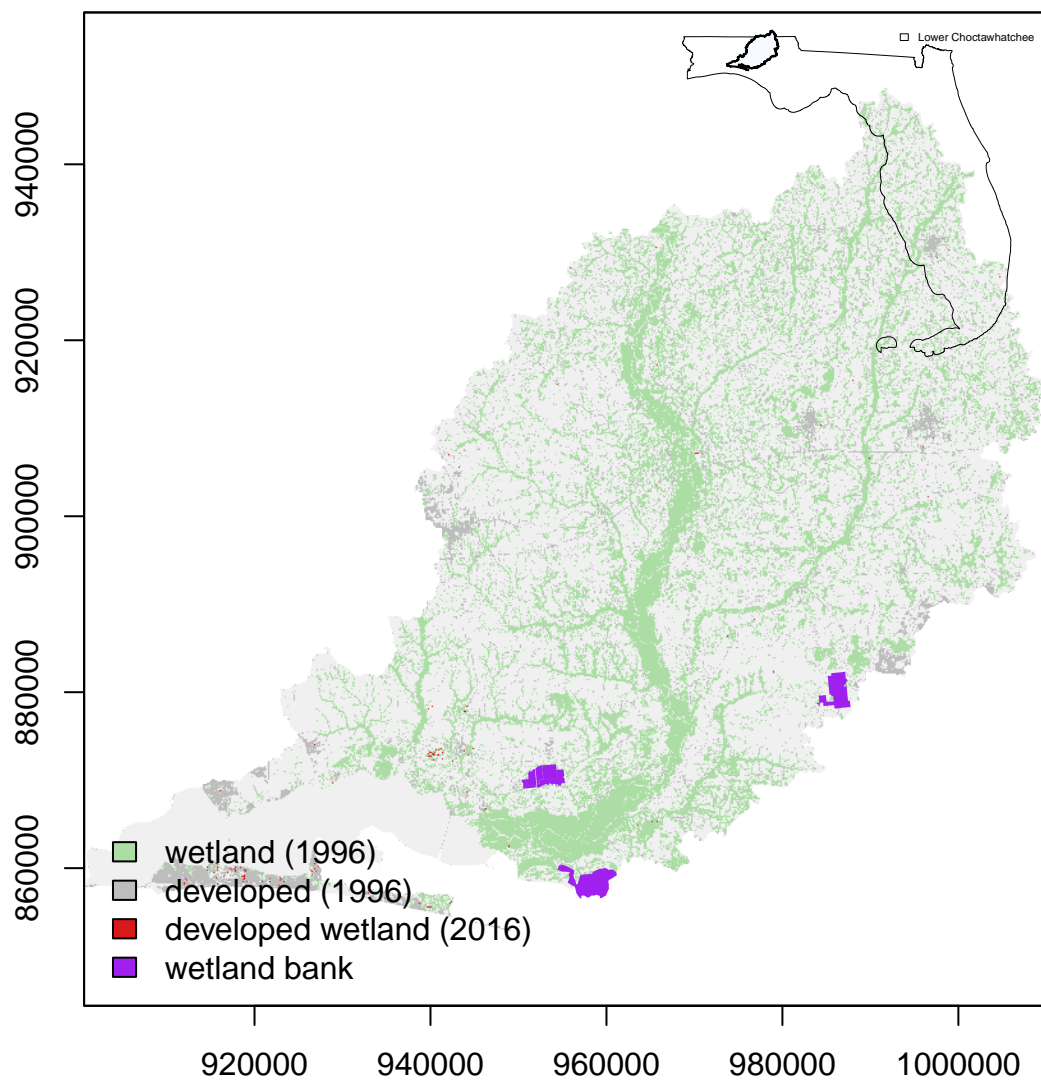 Lower Choctawhatchee
940000
920000
900000
880000
860000
wetland (1996)
developed (1996)
developed wetland (2016)
wetland bank
920000 940000 960000 980000 1000000